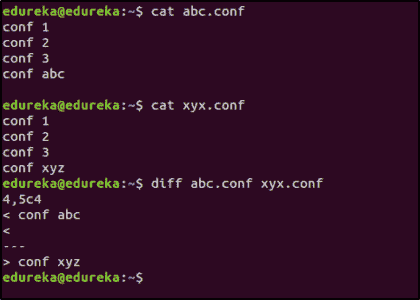 edureka@edureka:~$ cat abc.conf
conf 1
conf 2
conf 3
conf abc

edureka@edureka:~$ cat xyx.conf
conf 1
conf 2
conf 3
conf xyz
edureka@edureka:~$ diff abc.conf xyx.conf
4,5c4
< conf abc
<
---
> conf xyz
edureka@edureka:~$